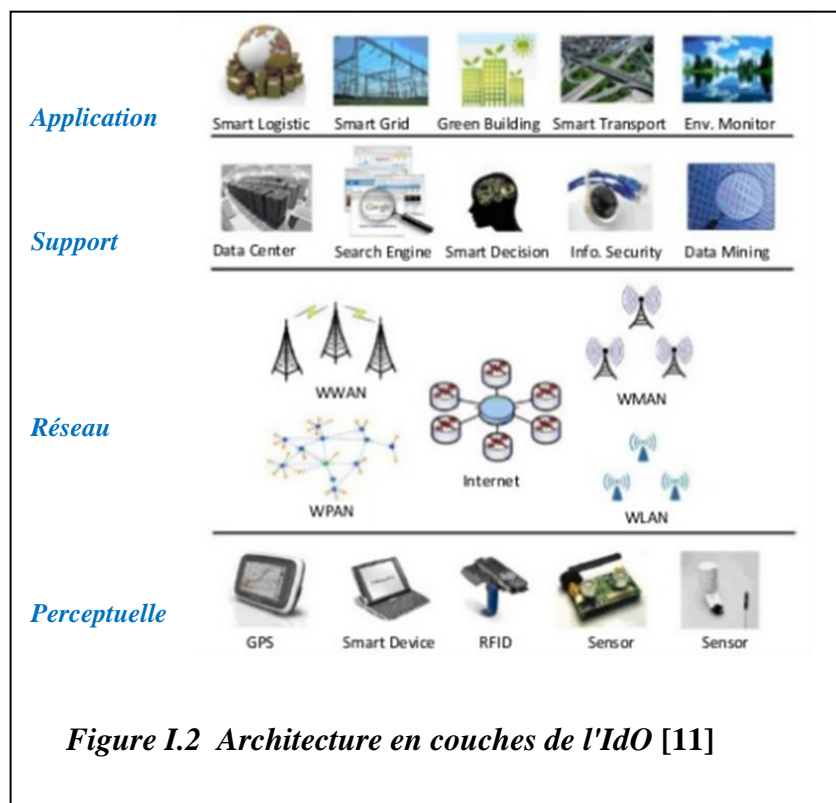 Application
Smart Logistic Smart Grid Green Building Smart Transport Env. Monitor
Support
Google
Data Center Search Engine Smart Decision Info. Security Data Mining
Réseau
WWAN
WMAN
Internet
WPAN
WLAN
Perceptuelle
GPS Smart Device RFID Sensor Sensor
Figure I.2 Architecture en couches de l'IdO [11]